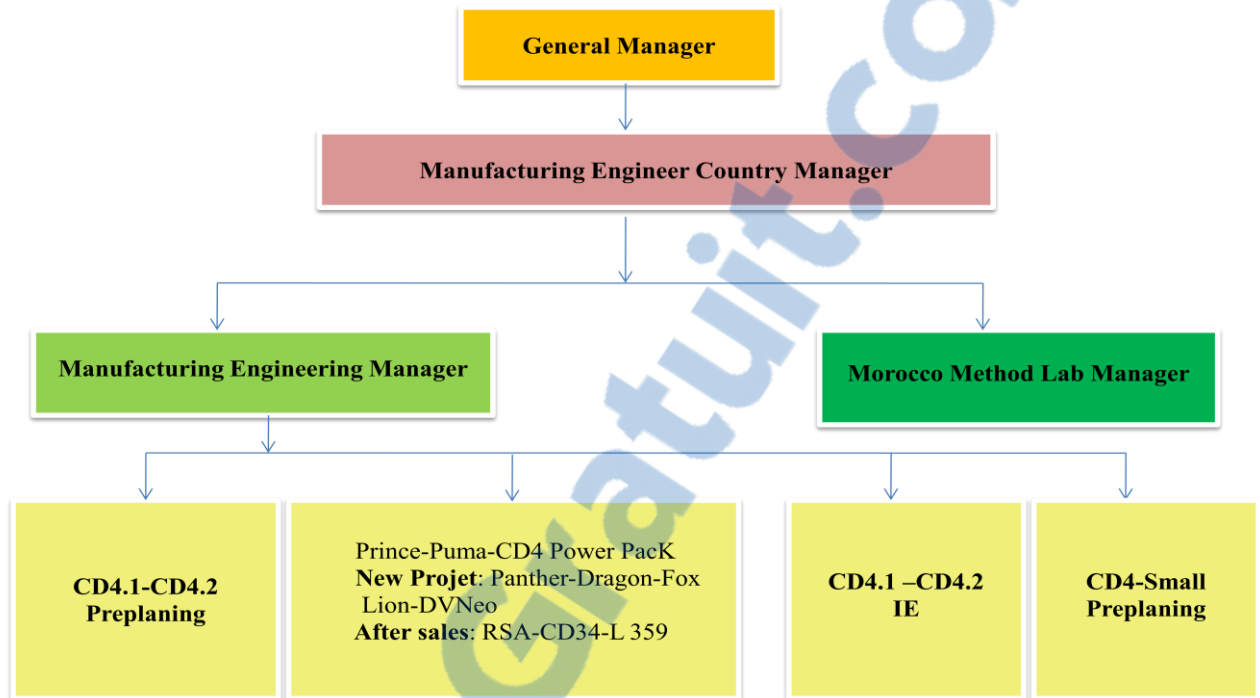 General Manager
Manufacturing Engineer Country Manager
Manufacturing Engineering Manager
Morocco Method Lab Manager
CD4.1-CD4.2
Preplaning
Prince-Puma-CD4 Power PacK
New Projet: Panther-Dragon-Fox
Lion-DVNeo
After sales: RSA-CD34-L 359
CD4.1 –CD4.2
IE
CD4-Small
Preplaning
Gratuit.co